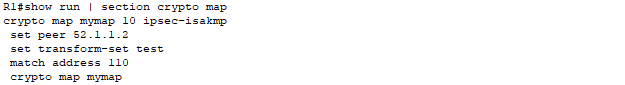 R1#show run | section crypto map
crypto map mymap 10 ipsec-isakmp
 set peer 52.1.1.2
 set transform-set test
 match address 110
 crypto map mymap